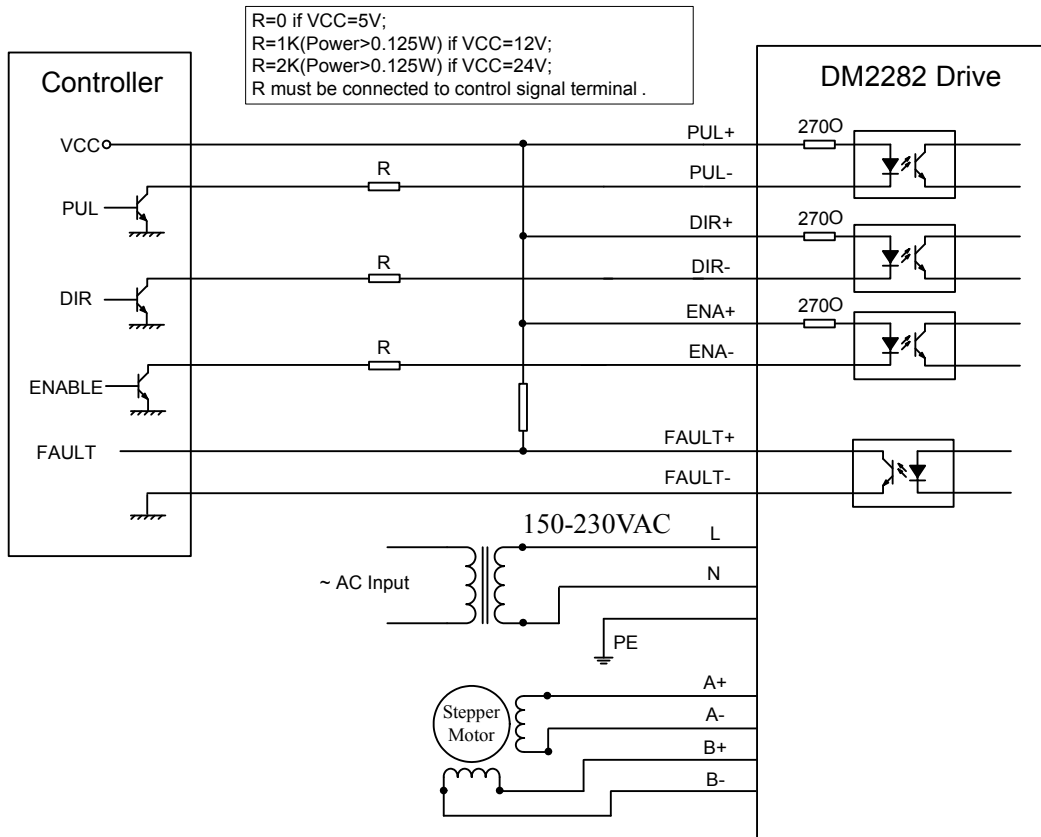 R=0 if VCC=5V;
R=1K(Power>0.125W) if VCC=12V;
R=2K(Power>0.125W) if VCC=24V;
R must be connected to control signal terminal .
Controller
DM2282 Drive
VCC
PUL+
270O
R
PUL-
PUL
DIR+
270O
R
DIR-
DIR
ENA+
270O
R
ENA-
ENABLE
FAULT
FAULT+
FAULT-
150-230VAC
L
~ AC Input
N
PE
A+
Stepper
Motor
A-
B+
B-